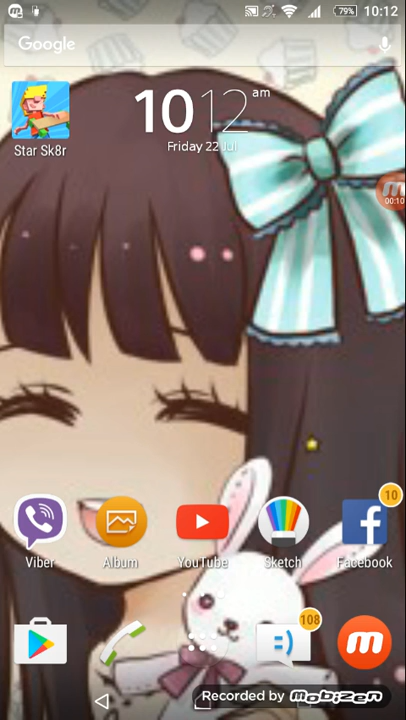 79% 10:12
Google
10 12 am
Friday 22 Jul
Star Sk8r
00:10
10
Viber
Album
YouTube
Sketch
Facebook
108
Recorded by Mobizen